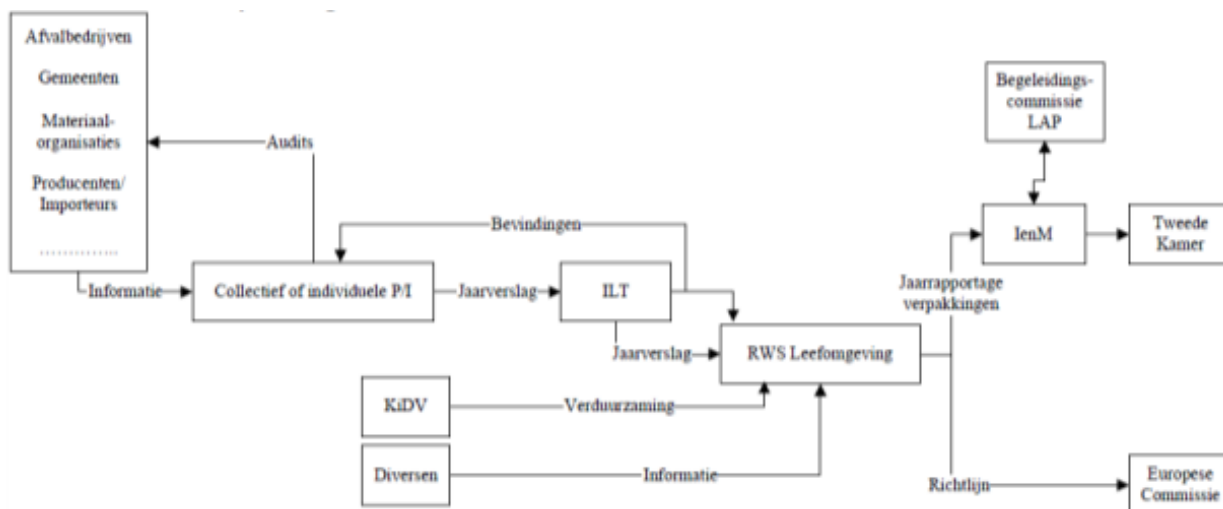 Afvalbedrijven
Gemeenten
Materiaal-
organisaties
Producenten/
Importeurs
…………...
Audits
Begeleidings-
commissie
LAP
Bevindingen
IenM
Tweede
Kamer
Informatie
Collectief of individuele P/I
Jaarverslag
ILT
Jaarrapportage
verpakkingen
Jaarverslag
RWS Leefomgeving
KiDV
Verduurzaming
Diversen
Informatie
Richtlijn
Europese
Commissie